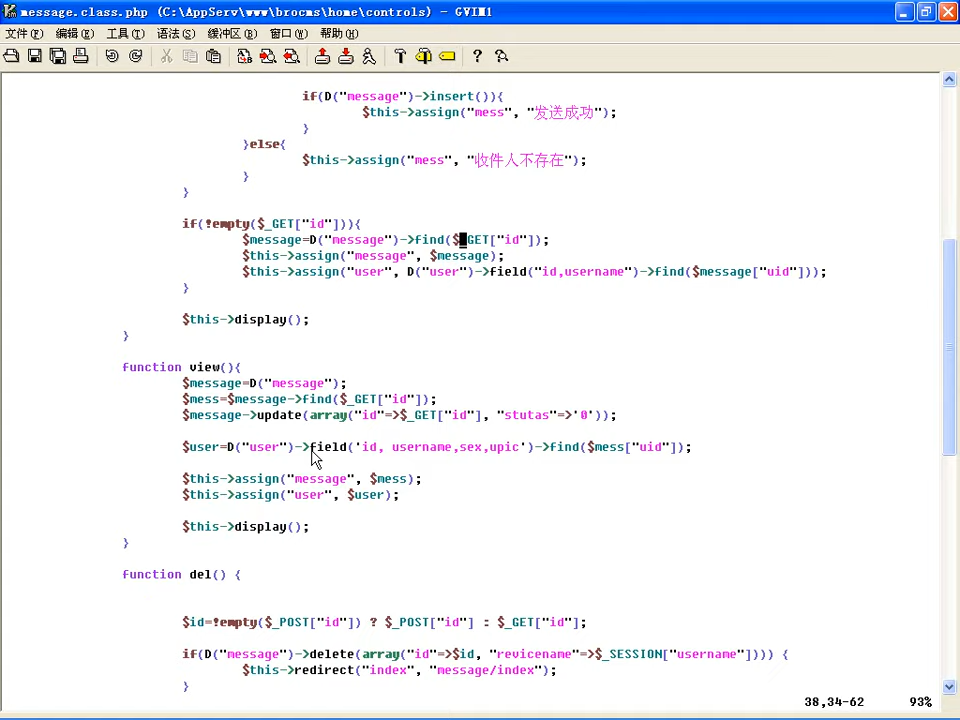 message.class.php (C:\AppServ\www\brocms\home\controls) - GVIM1
文件(F) 编辑(E) 工具(T) 语法(S) 缓冲区(B) 窗口(W) 帮助(H)
if(D("message")->insert()){
$this->assign("mess", "发送成功");
}
}else{
$this->assign("mess", "收件人不存在");
}
}
if(!empty($_GET["id"])){
$message=D("message")->find($_GET["id"]);
$this->assign("message", $message);
$this->assign("user", D("user")->field("id,username")->find($message["uid"]));
}
$this->display();
}
function view(){
$message=D("message");
$mess=$message->find($_GET["id"]);
$message->update(array("id"=>$_GET["id"], "stutas"=>'0'));
$user=D("user")->field('id, username,sex,upic')->find($mess["uid"]);
$this->assign("message", $mess);
$this->assign("user", $user);
$this->display();
}
function del() {
$id=!empty($_POST["id"]) ? $_POST["id"] : $_GET["id"];
if(D("message")->delete(array("id"=>$id, "revicename"=>$_SESSION["username"]))) {
$this->redirect("index", "message/index");
}
38,34-62 93%